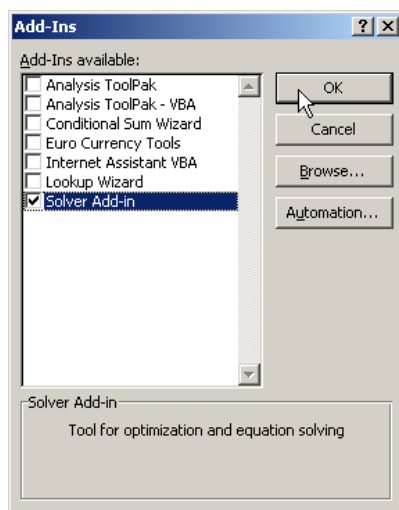 Add-Ins
Add-Ins available:
Analysis ToolPak
Analysis ToolPak - VBA
Conditional Sum Wizard
Euro Currency Tools
Internet Assistant VBA
Lookup Wizard
Solver Add-in
OK
Cancel
Browse...
Automation...
Solver Add-in
Tool for optimization and equation solving